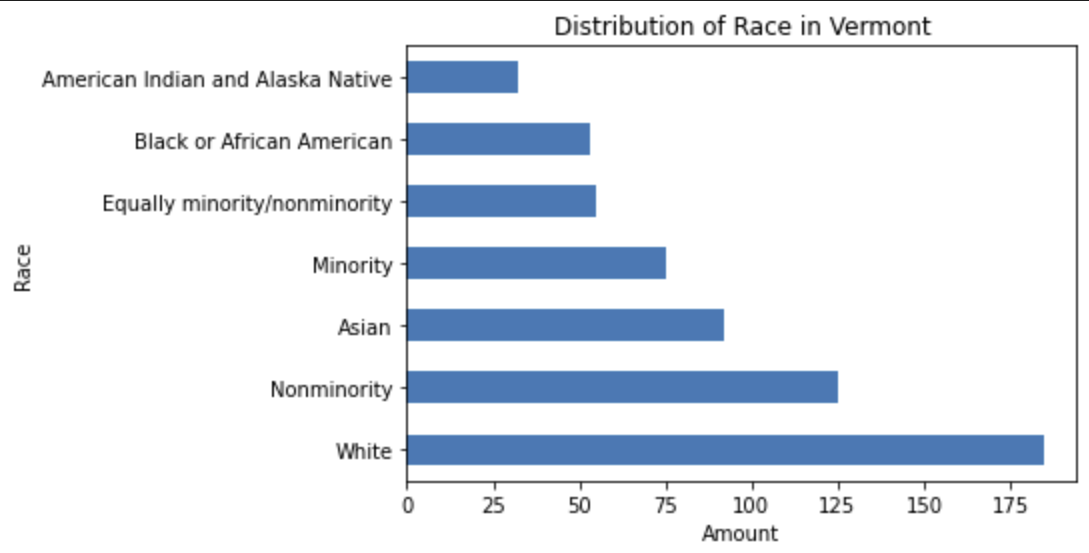 Distribution of Race in Vermont
American Indian and Alaska Native
Black or African American
Equally minority/nonminority
Minority
Asian
Nonminority
White
Race
0 25 50 75 100 125 150 175
Amount